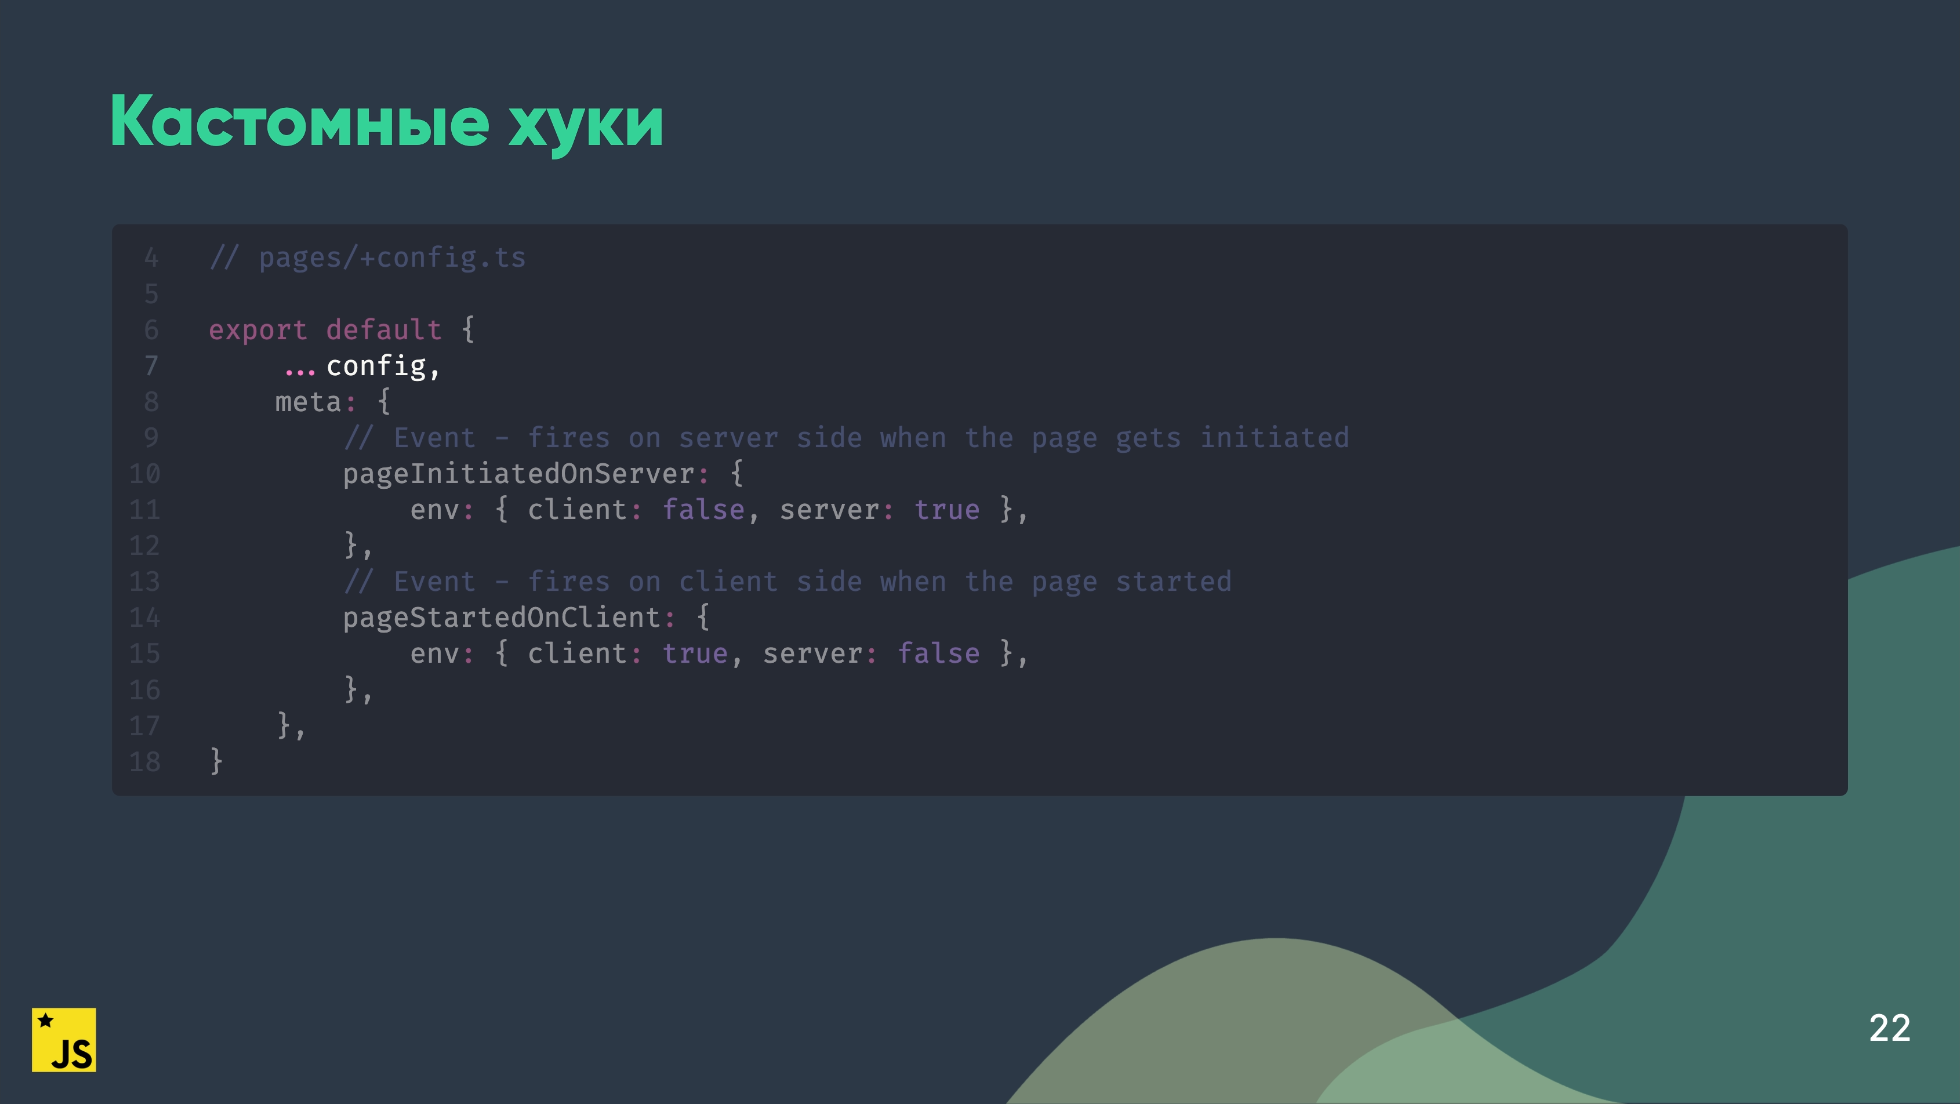 Кастомные хуки
4 // pages/+config.ts
5
6 export default {
7 ...config,
8 meta: {
9 // Event - fires on server side when the page gets initiated
10 pageInitiatedOnServer: {
11 env: { client: false, server: true },
12 },
13 // Event - fires on client side when the page started
14 pageStartedOnClient: {
15 env: { client: true, server: false },
16 },
17 },
18 }
JS
22